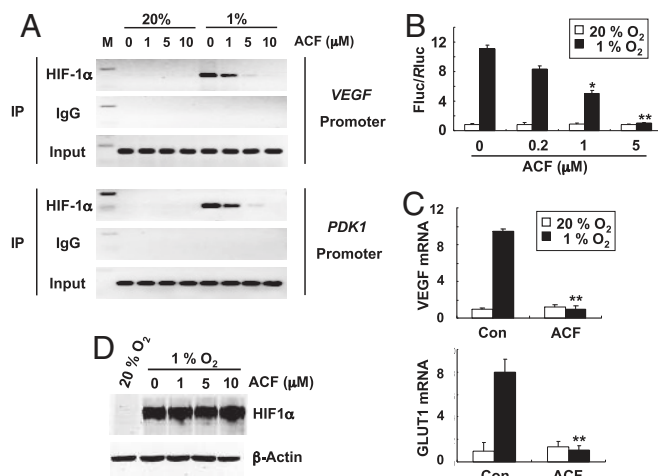 A
20%
1%
M
0 1 5 10
0 1 5 10
ACF (μM)
IP
HIF-1α
IgG
Input
VEGF
Promoter
IP
HIF-1α
IgG
Input
PDK1
Promoter
B
20 % O2
1 % O2
Fluc/Rluc
12
8
4
0
*
**
0 0.2 1 5
ACF (μM)
C
20 % O2
1 % O2
VEGF mRNA
12
8
4
0
**
Con ACF
GLUT1 mRNA
8
4
0
**
Con ACF
D
20 % O2
1 % O2
0 1 5 10
ACF (μM)
HIF1α
β-Actin